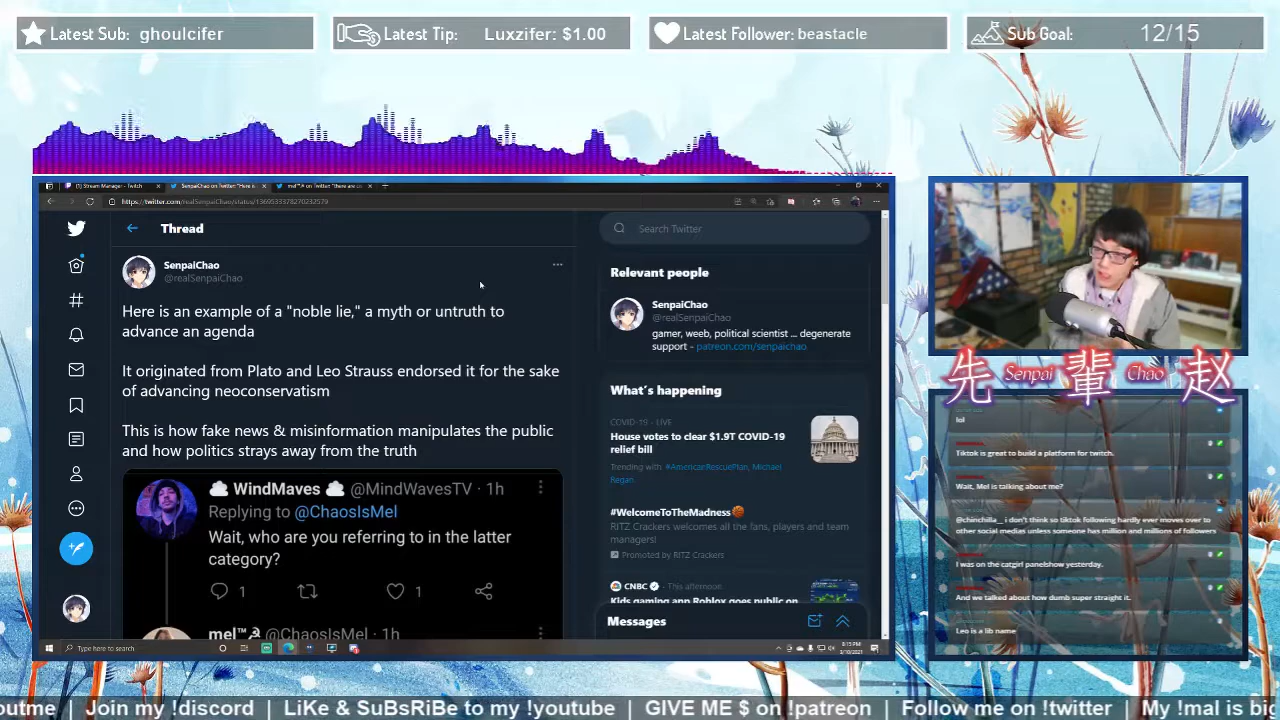 Latest Sub: ghoulcifer
Latest Tip: Luxzifer: $1.00
Latest Follower: beastacle
Sub Goal: 12/15
(1) Stream Manager - Twitch
SenpaiChao on Twitter: "Here is
https://twitter.com/realSenpaiChao/status/1369533378270232579
Thread
SenpaiChao
@realSenpaiChao
Here is an example of a "noble lie," a myth or untruth to
advance an agenda
It originated from Plato and Leo Strauss endorsed it for the sake
of advancing neoconservatism
This is how fake news & misinformation manipulates the public
and how politics strays away from the truth
WindMaves @MindWavesTV · 1h
Replying to @ChaosIsMel
Wait, who are you referring to in the latter
category?
1
1
mel™ @ChaosIsMel · 1h
Search Twitter
Relevant people
SenpaiChao
@realSenpaiChao
gamer, weeb, political scientist ... degenerate
support - patreon.com/senpaichao
What's happening
COVID-19 · LIVE
House votes to clear $1.9T COVID-19
relief bill
Trending with #AmericanRescuePlan, Michael
Regan
#WelcomeToTheMadness
RITZ Crackers welcomes all the fans, players and team
managers!
Promoted by RITZ Crackers
CNBC · This afternoon
Kids gaming app Roblox goes public on
Messages
Type here to search
8:15 PM
3/10/2021
先 輩 赵
Senpai Chao
lol
Tiktok is great to build a platform for twitch.
Wait, Mel is talking about me?
@chinchilla_ i don't think so tiktok following hardly ever moves over to
other social medias unless someone has million and millions of followers
I was on the catgirl panelshow yesterday.
And we talked about how dumb super straight it.
Leo is a lib name
outme | Join my !discord | LiKe & SuBsRiBe to my !youtube | GIVE ME $ on !patreon | Follow me on !twitter | My !mal is big